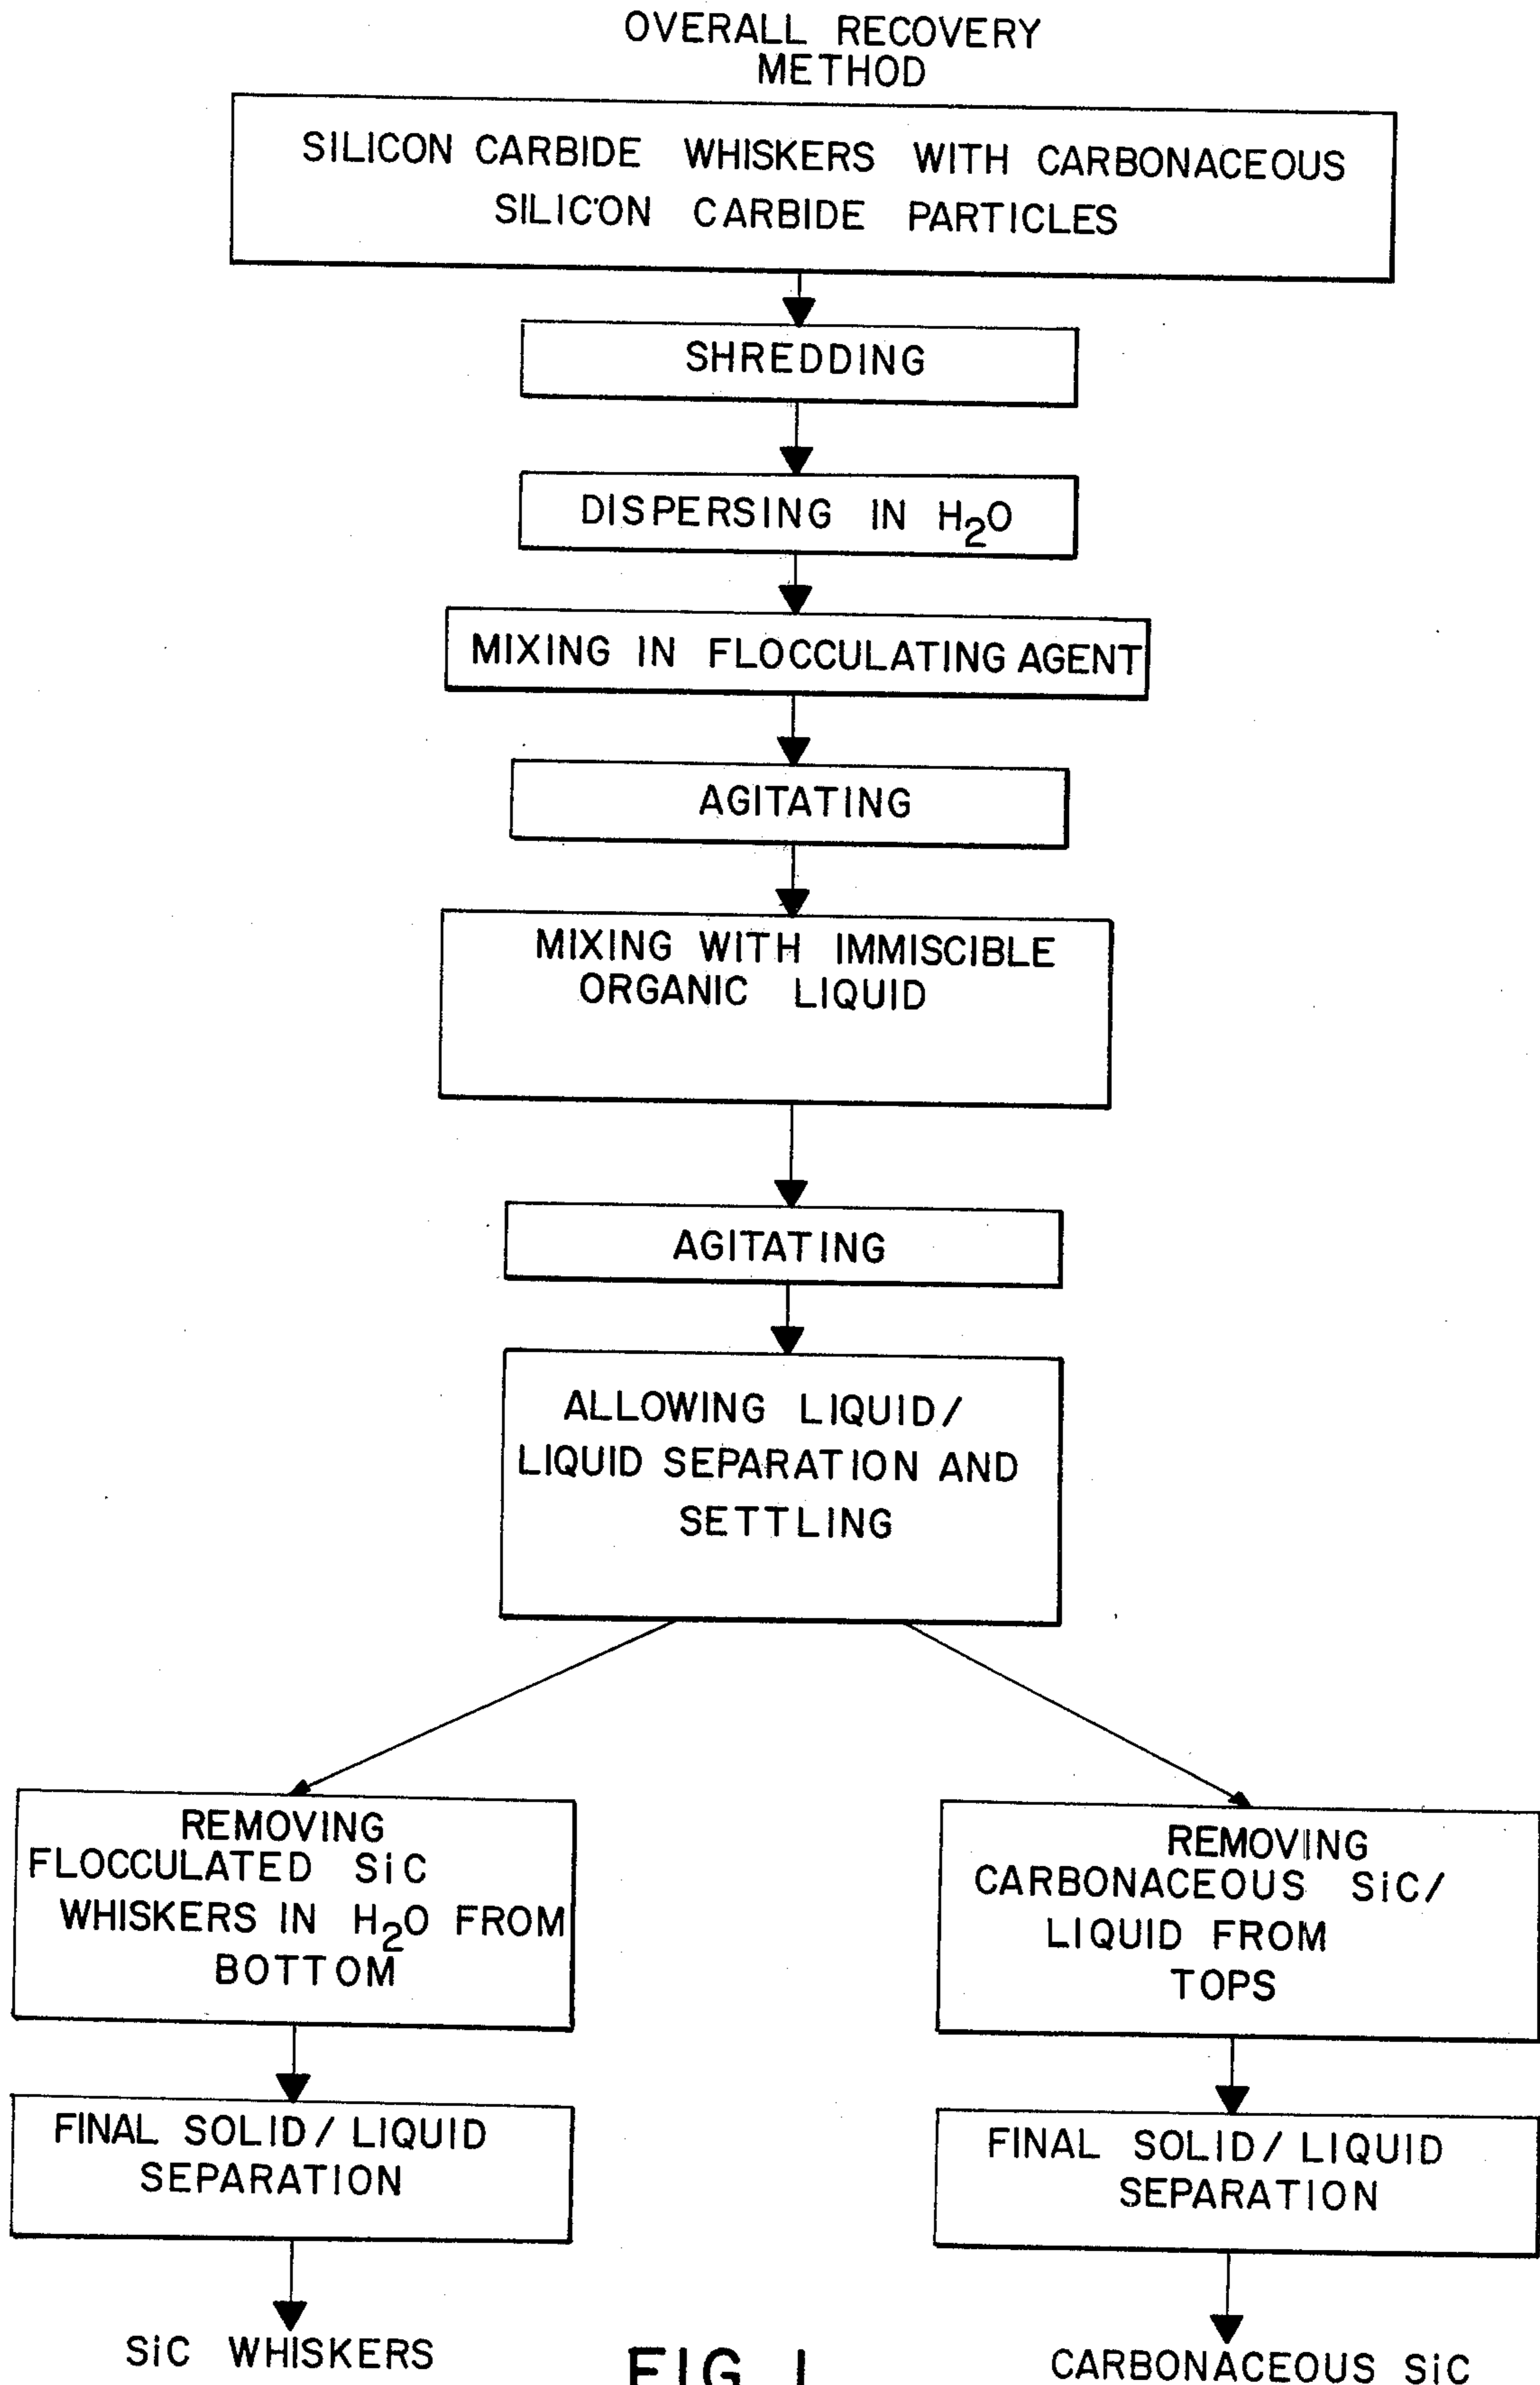 OVERALL RECOVERY
METHOD
SILICON CARBIDE WHISKERS WITH CARBONACEOUS
SILICON CARBIDE PARTICLES
SHREDDING
DISPERSING IN H₂O
MIXING IN FLOCCULATING AGENT
AGITATING
MIXING WITH IMMISCIBLE
ORGANIC LIQUID
AGITATING
ALLOWING LIQUID/
LIQUID SEPARATION AND
SETTLING
REMOVING
FLOCCULATED SiC
WHISKERS IN H₂O FROM
BOTTOM
REMOVING
CARBONACEOUS SiC/
LIQUID FROM
TOPS
FINAL SOLID/LIQUID
SEPARATION
FINAL SOLID/LIQUID
SEPARATION
SiC WHISKERS
CARBONACEOUS SiC
FIG. 1